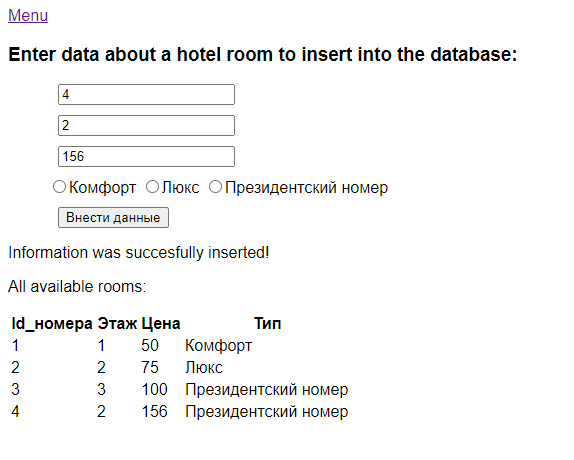 Menu
Enter data about a hotel room to insert into the database:
4
2
156
Комфорт Люкс Президентский номер
Внести данные
Information was succesfully inserted!
All available rooms:
Id_номера Этаж Цена Тип
1 1 50 Комфорт
2 2 75 Люкс
3 3 100 Президентский номер
4 2 156 Президентский номер